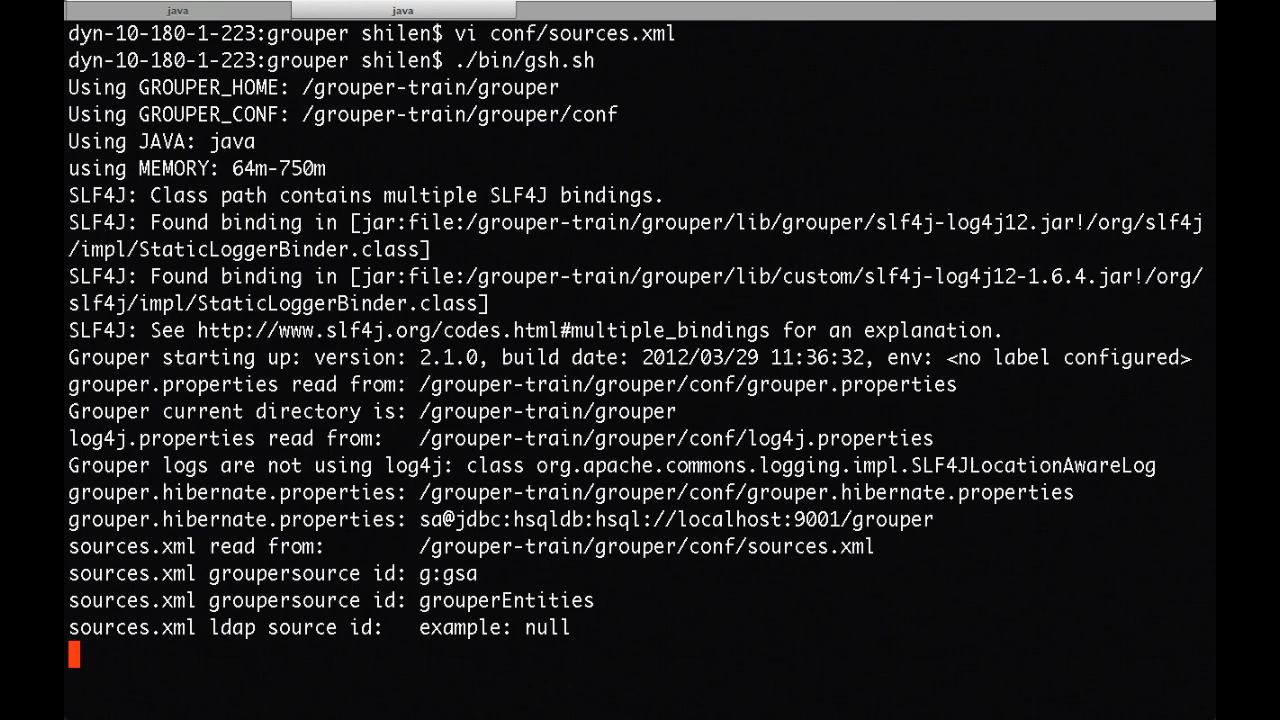 java java
dyn-10-180-1-223:grouper shilen$ vi conf/sources.xml
dyn-10-180-1-223:grouper shilen$ ./bin/gsh.sh
Using GROUPER_HOME: /grouper-train/grouper
Using GROUPER_CONF: /grouper-train/grouper/conf
Using JAVA: java
using MEMORY: 64m-750m
SLF4J: Class path contains multiple SLF4J bindings.
SLF4J: Found binding in [jar:file:/grouper-train/grouper/lib/grouper/slf4j-log4j12.jar!/org/slf4j
/impl/StaticLoggerBinder.class]
SLF4J: Found binding in [jar:file:/grouper-train/grouper/lib/custom/slf4j-log4j12-1.6.4.jar!/org/
slf4j/impl/StaticLoggerBinder.class]
SLF4J: See http://www.slf4j.org/codes.html#multiple_bindings for an explanation.
Grouper starting up: version: 2.1.0, build date: 2012/03/29 11:36:32, env: <no label configured>
grouper.properties read from: /grouper-train/grouper/conf/grouper.properties
Grouper current directory is: /grouper-train/grouper
log4j.properties read from:   /grouper-train/grouper/conf/log4j.properties
Grouper logs are not using log4j: class org.apache.commons.logging.impl.SLF4JLocationAwareLog
grouper.hibernate.properties: /grouper-train/grouper/conf/grouper.hibernate.properties
grouper.hibernate.properties: sa@jdbc:hsqldb:hsql://localhost:9001/grouper
sources.xml read from:        /grouper-train/grouper/conf/sources.xml
sources.xml groupersource id: g:gsa
sources.xml groupersource id: grouperEntities
sources.xml ldap source id:   example: null